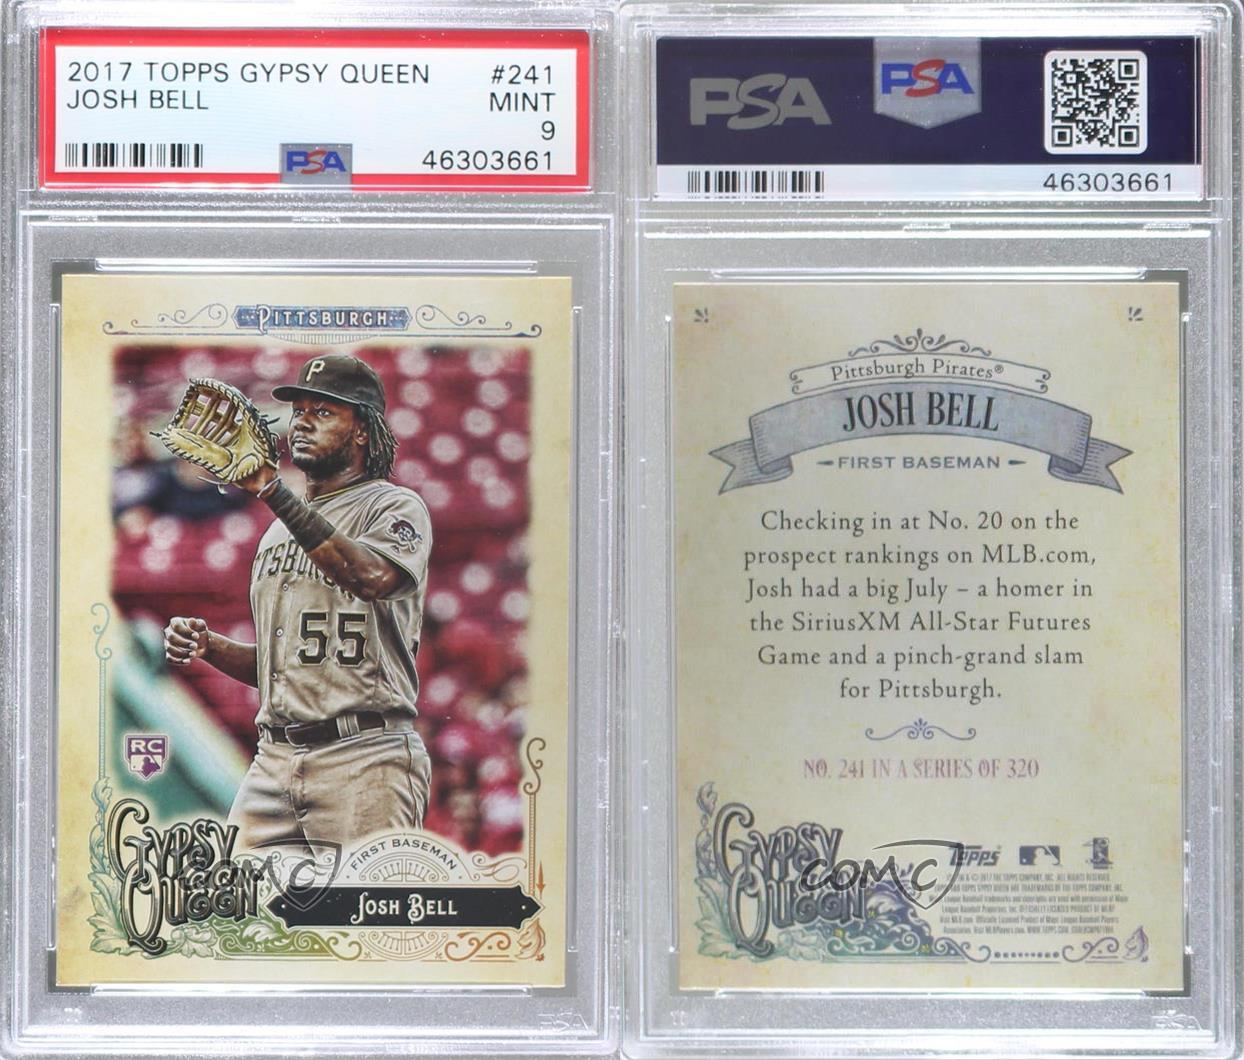 2017 TOPPS GYPSY QUEEN #241
JOSH BELL MINT
9
PSA 46303661
PITTSBURGH
P
PITTSBURGH
55
RC
GYPSY
QUEEN
FIRST BASEMAN
JOSH BELL
COMC
PSA
PSA PSA
46303661
Pittsburgh Pirates®
JOSH BELL
FIRST BASEMAN
Checking in at No. 20 on the
prospect rankings on MLB.com,
Josh had a big July – a homer in
the SiriusXM All-Star Futures
Game and a pinch-grand slam
for Pittsburgh.
NO. 241 IN A SERIES OF 320
GYPSY
QUEEN
TOPPS
COMC
PSA